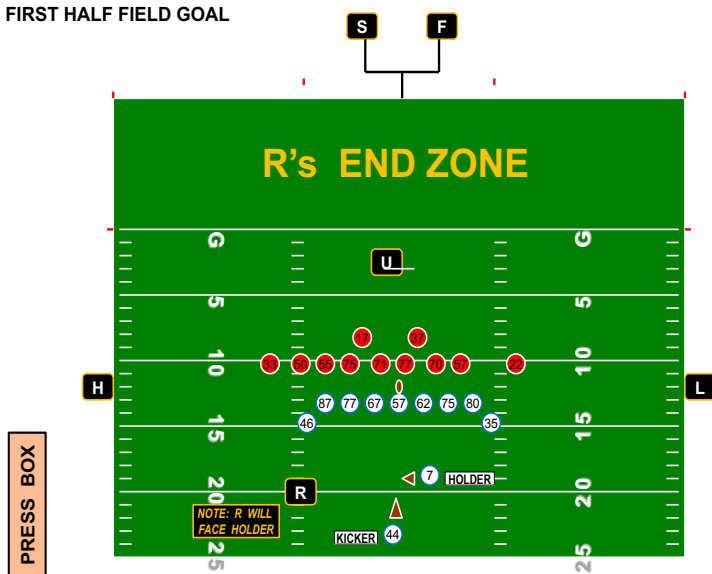 FIRST HALF FIELD GOAL
S F
R's END ZONE
G G
U
5 5
17 37
10 33 50 55 75 71 77 70 57 22 10
H L
87 77 67 57 62 75 80
15 46 35 15
7 HOLDER
20 R 20
NOTE: R WILL
FACE HOLDER
KICKER 44
25 25
PRESS BOX